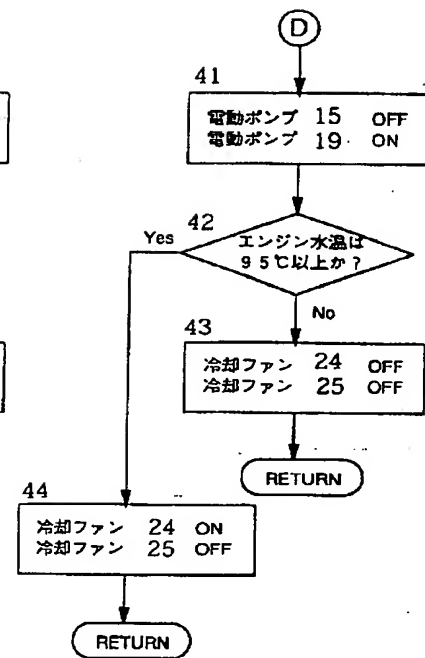 D
41
電動ポンプ 15 OFF
電動ポンプ 19 ON
42
Yes
エンジン水温は
95℃以上か?
No
43
冷却ファン 24 OFF
冷却ファン 25 OFF
RETURN
44
冷却ファン 24 ON
冷却ファン 25 OFF
RETURN